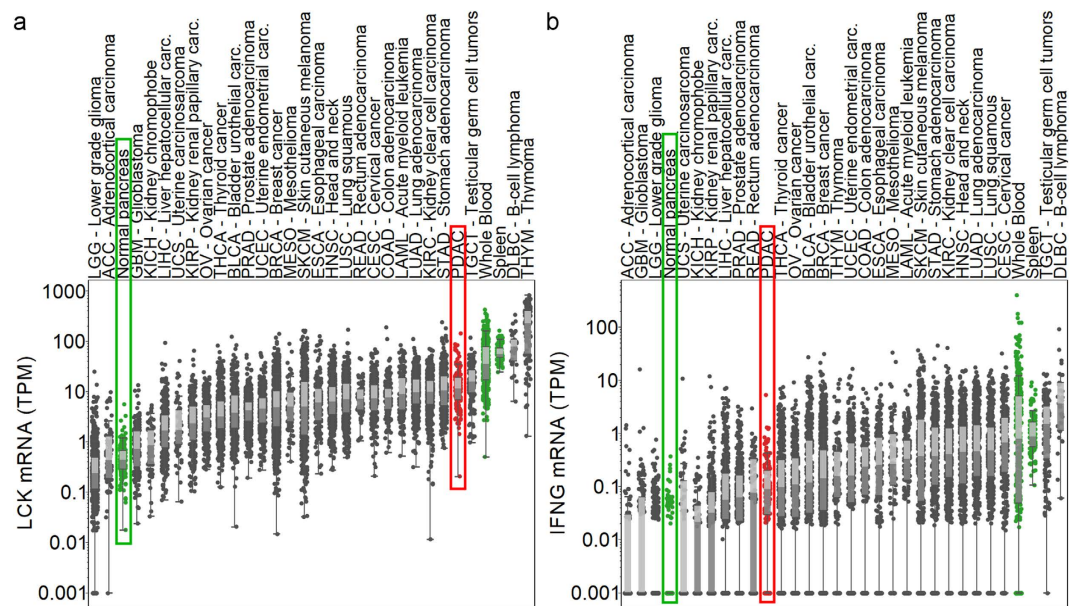 a
LGG - Lower grade glioma
ACC - Adrenocortical carcinoma
Normal pancreas
GBM - Glioblastoma
KICH - Kidney chromophobe
LIHC - Liver hepatocellular carc.
UCS - Uterine carcinosarcoma
KIRP - Kidney renal papillary carc.
OV - Ovarian cancer
THCA - Thyroid cancer
BLCA - Bladder urothelial carc.
PRAD - Prostate adenocarcinoma
UCEC - Uterine endometrial carc.
BRCA - Breast cancer
MESO - Mesothelioma
SKCM - Skin cutaneous melanoma
ESCA - Esophageal carcinoma
HNSC - Head and neck
LUSC - Lung squamous
READ - Rectum adenocarcinoma
CESC - Cervical cancer
COAD - Colon adenocarcinoma
LAML - Acute myeloid leukemia
LUAD - Lung adenocarcinoma
KIRC - Kidney clear cell carcinoma
STAD - Stomach adenocarcinoma
PDAC
TGCT - Testicular germ cell tumors
Whole Blood
Spleen
DLBC - B-cell lymphoma
THYM - Thymoma
LCK mRNA (TPM)
1000
100
10
1
0.1
0.01
0.001
b
ACC - Adrenocortical carcinoma
GBM - Glioblastoma
LGG - Lower grade glioma
Normal pancreas
UCS - Uterine carcinosarcoma
KICH - Kidney chromophobe
KIRP - Kidney renal papillary carc.
LIHC - Liver hepatocellular carc.
PRAD - Prostate adenocarcinoma
READ - Rectum adenocarcinoma
PDAC
THCA - Thyroid cancer
OV - Ovarian cancer
BLCA - Bladder urothelial carc.
BRCA - Breast cancer
THYM - Thymoma
UCEC - Uterine endometrial carc.
COAD - Colon adenocarcinoma
ESCA - Esophageal carcinoma
MESO - Mesothelioma
LAML - Acute myeloid leukemia
SKCM - Skin cutaneous melanoma
STAD - Stomach adenocarcinoma
KIRC - Kidney clear cell carcinoma
HNSC - Head and neck
LUAD - Lung adenocarcinoma
LUSC - Lung squamous
CESC - Cervical cancer
Whole Blood
Spleen
TGCT - Testicular germ cell tumors
DLBC - B-cell lymphoma
IFNG mRNA (TPM)
100
10
1
0.1
0.01
0.001